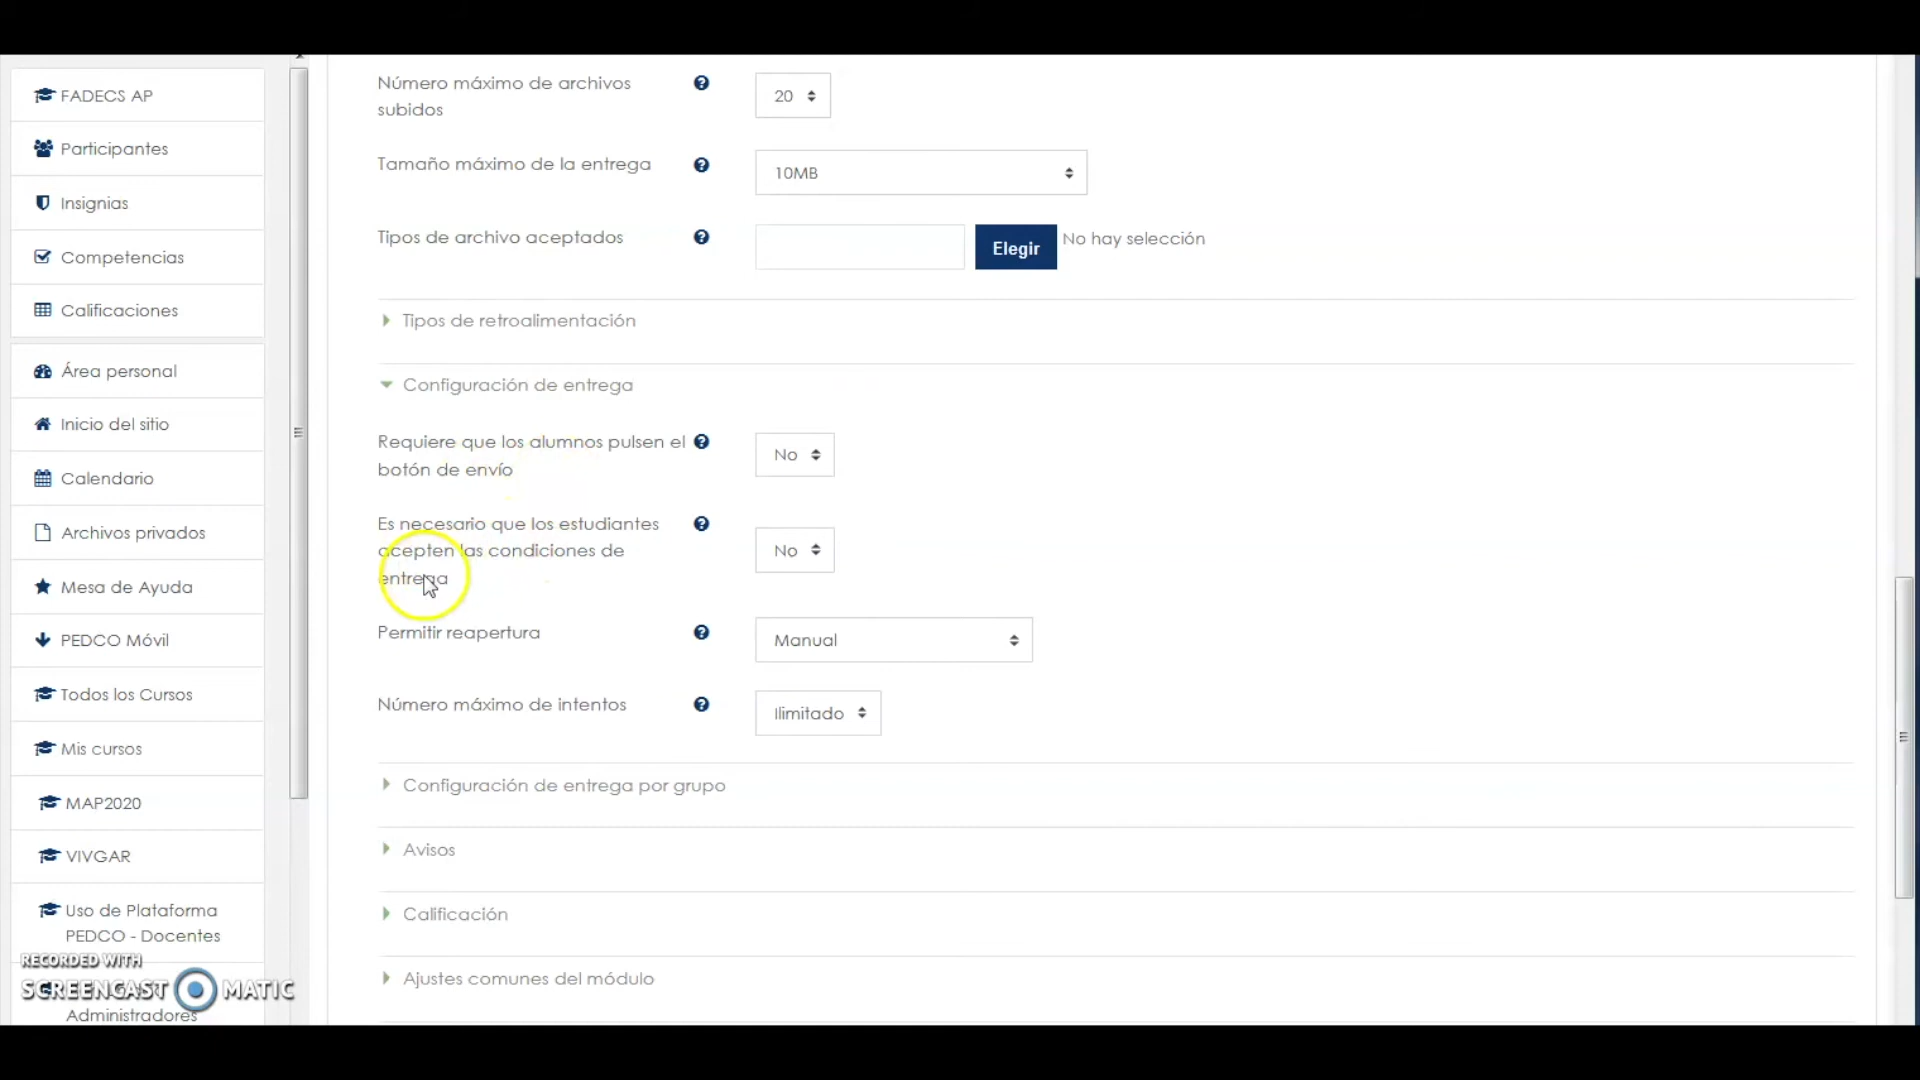 FADECS AP
Participantes
Insignias
Competencias
Calificaciones
Área personal
Inicio del sitio
Calendario
Archivos privados
Mesa de Ayuda
PEDCO Móvil
Todos los Cursos
Mis cursos
MAP2020
VIVGAR
Uso de Plataforma
PEDCO - Docentes
Administradores
RECORDED WITH
SCREENCAST MATIC
Número máximo de archivos
subidos
20
Tamaño máximo de la entrega
10MB
Tipos de archivo aceptados
Elegir
No hay selección
Tipos de retroalimentación
Configuración de entrega
Requiere que los alumnos pulsen el
botón de envío
No
Es necesario que los estudiantes
acepten las condiciones de
entrega
No
Permitir reapertura
Manual
Número máximo de intentos
Ilimitado
Configuración de entrega por grupo
Avisos
Calificación
Ajustes comunes del módulo